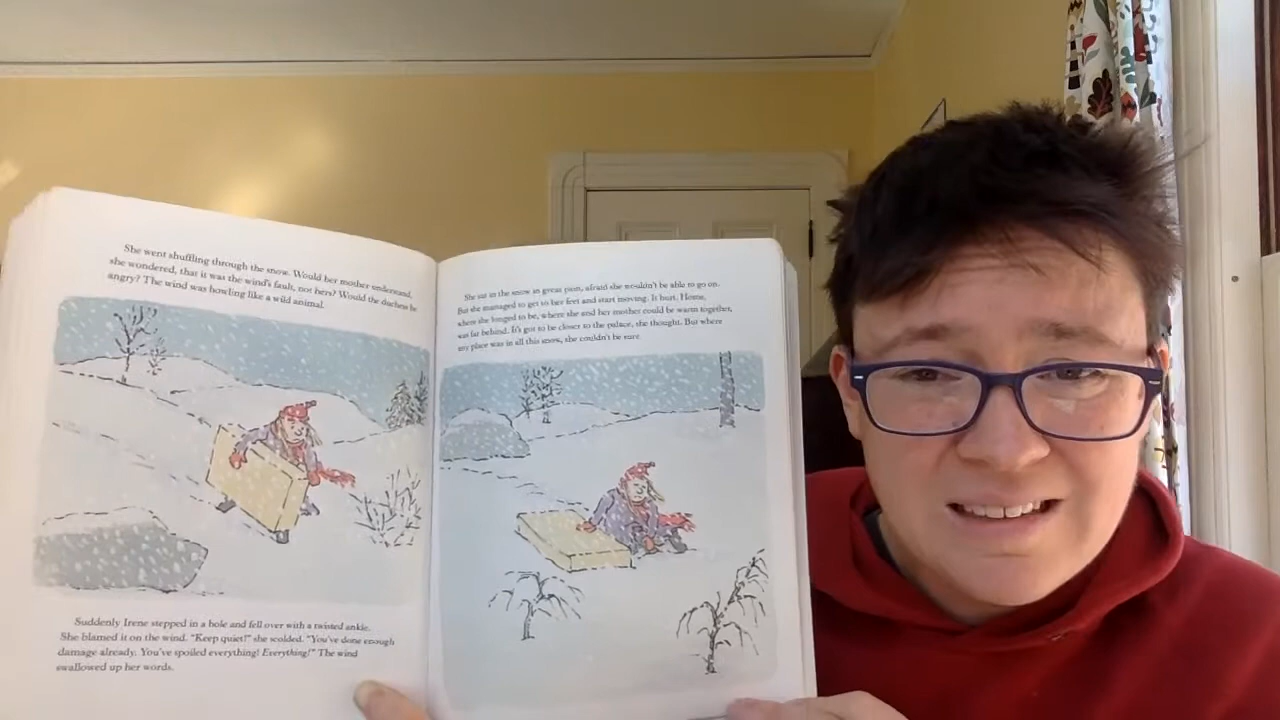 She went shuffling through the snow. Would her mother understand,
she wondered, that it was the wind's fault, not hers? Would the duchess be
angry? The wind was howling like a wild animal.
Suddenly Irene stepped in a hole and fell over with a twisted ankle.
She blamed it on the wind. "Keep quiet!" she scolded. "You've done enough
damage already. You've spoiled everything! Everything!" The wind
swallowed up her words.
She sat in the snow in great pain, afraid she wouldn't be able to go on.
But she managed to get to her feet and start moving. It hurt. Home,
where she longed to be, where she and her mother could be warm together,
was far behind. It's got to be closer to the palace, she thought. But where
any place was in all this snow, she couldn't be sure.